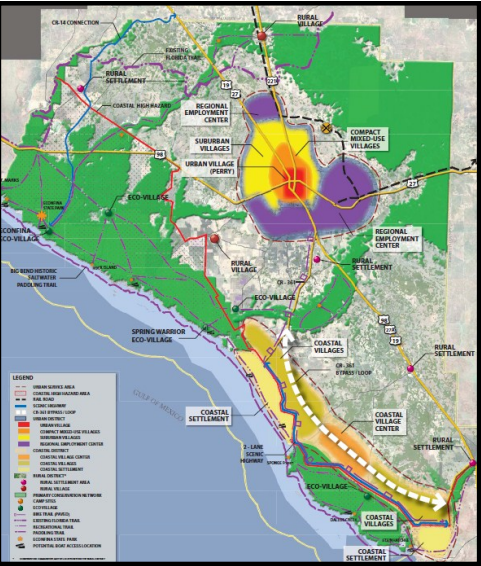 CR-14 CONNECTION
RURAL
VILLAGE
EXISTING
FLORIDA TRAIL
RURAL
SETTLEMENT
COASTAL HIGH HAZARD
19
27
221
REGIONAL
EMPLOYMENT
CENTER
COMPACT
MIXED-USE
VILLAGES
SUBURBAN
VILLAGES
URBAN VILLAGE
(PERRY)
98
27
ECO-VILLAGE
ECONFINA
STATE PARK
ECONFINA
ECO-VILLAGE
REGIONAL
EMPLOYMENT
CENTER
RURAL
VILLAGE
RURAL
SETTLEMENT
BIG BEND HISTORIC
SALTWATER
PADDLING TRAIL
CR-361
ECO-VILLAGE
SPRING WARRIOR
ECO-VILLAGE
98
19
COASTAL
VILLAGES
CR-361
BYPASS / LOOP
RURAL
SETTLEMENT
GULF OF MEXICO
COASTAL
SETTLEMENT
COASTAL
VILLAGE
CENTER
2 - LANE
SCENIC
HIGHWAY
RURAL
SETTLEMENT
ECO-VILLAGE
COASTAL
VILLAGES
COASTAL
SETTLEMENT
LEGEND
URBAN SERVICE AREA
COASTAL HIGH HAZARD AREA
RAIL ROAD
SCENIC HIGHWAY
CR-361 BYPASS / LOOP
URBAN DISTRICT
URBAN VILLAGE
COMPACT MIXED-USE VILLAGES
SUBURBAN VILLAGES
REGIONAL EMPLOYMENT CENTER
COASTAL DISTRICT
COASTAL VILLAGE CENTER
COASTAL VILLAGES
COASTAL SETTLEMENT
RURAL DISTRICT
RURAL SETTLEMENT AREA
RURAL VILLAGE
PRIMARY CONSERVATION NETWORK
CAMP SITES
ECOVILLAGE
EXISTING FLORIDA TRAIL
RECREATIONAL TRAIL
PADDLING TRAIL
ECONFINA STATE PARK
POTENTIAL BOAT ACCESS LOCATION